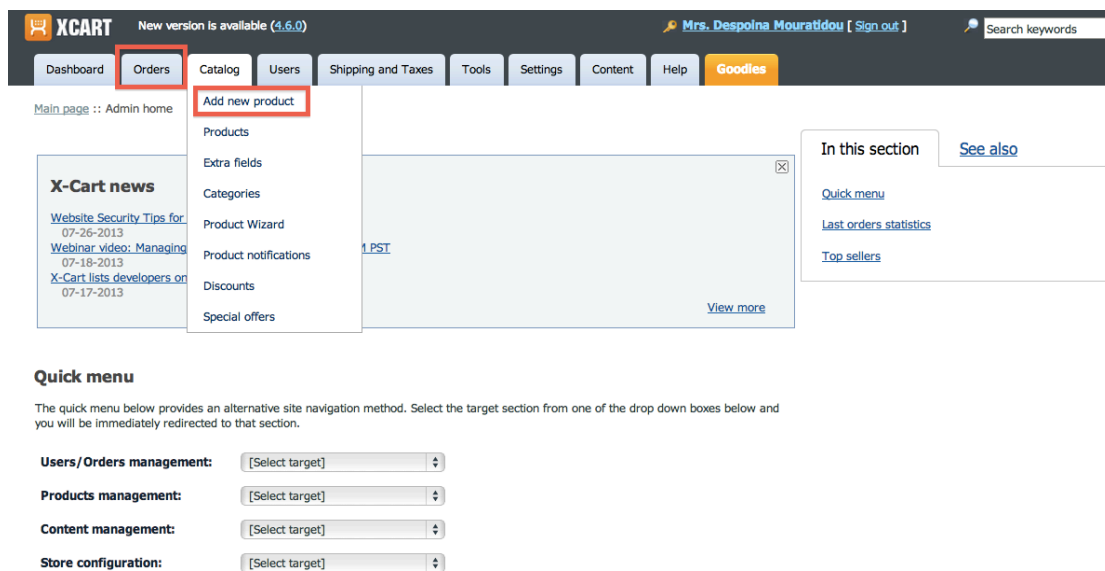 XCART
New version is available (4.6.0)
Mrs. Despoina Mouratidou [ Sign out ]
Search keywords
Dashboard
Orders
Catalog
Users
Shipping and Taxes
Tools
Settings
Content
Help
Goodies
Main page :: Admin home
Add new product
Products
Extra fields
Categories
Product Wizard
Product notifications
Discounts
Special offers
X-Cart news
Website Security Tips for
07-26-2013
Webinar video: Managing
PST
07-18-2013
X-Cart lists developers on
07-17-2013
View more
In this section
See also
Quick menu
Last orders statistics
Top sellers
Quick menu
The quick menu below provides an alternative site navigation method. Select the target section from one of the drop down boxes below and
you will be immediately redirected to that section.
Users/Orders management: [Select target]
Products management: [Select target]
Content management: [Select target]
Store configuration: [Select target]